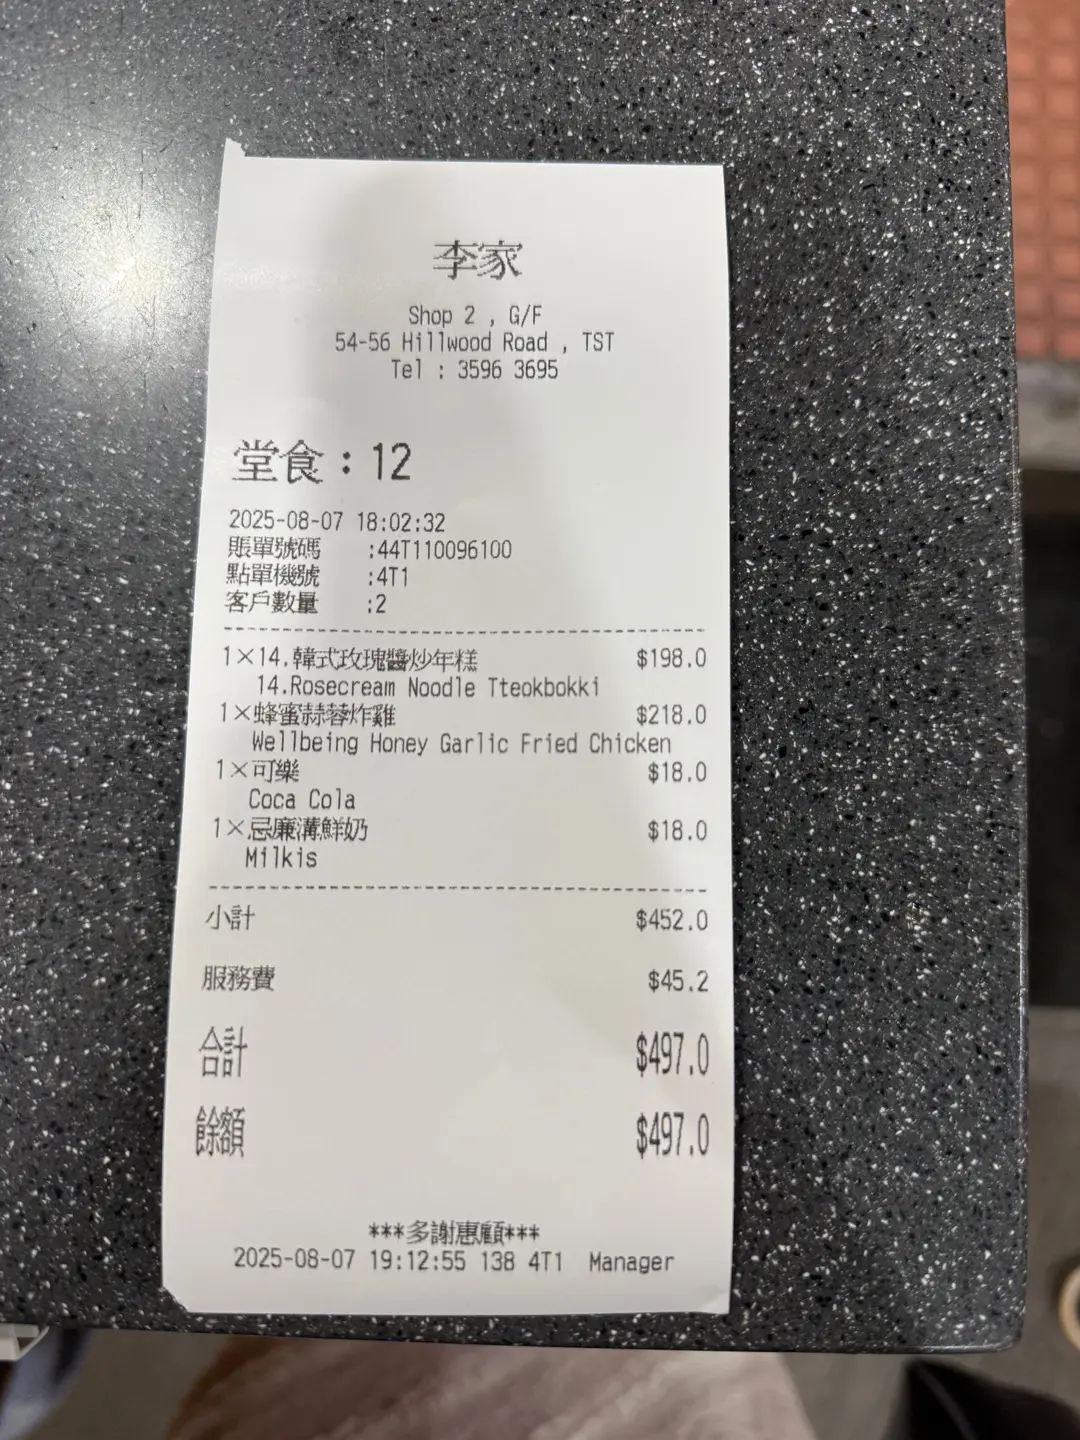 李家
Shop 2 , G/F
54-56 Hillwood Road , TST
Tel : 3596 3695
堂食：12
2025-08-07 18:02:32
賬單號碼 :44T110096100
點單機號 :4T1
客戶數量 :2
1×14.韓式玫瑰醬炒年糕 $198.0
14.Rosecream Noodle Tteokbokki
1×蜂蜜蒜蓉炸雞 $218.0
Wellbeing Honey Garlic Fried Chicken
1×可樂 $18.0
Coca Cola
1×忌廉溝鮮奶 $18.0
Milkis
小計 $452.0
服務費 $45.2
合計 $497.0
餘額 $497.0
***多謝惠顧***
2025-08-07 19:12:55 138 4T1 Manager